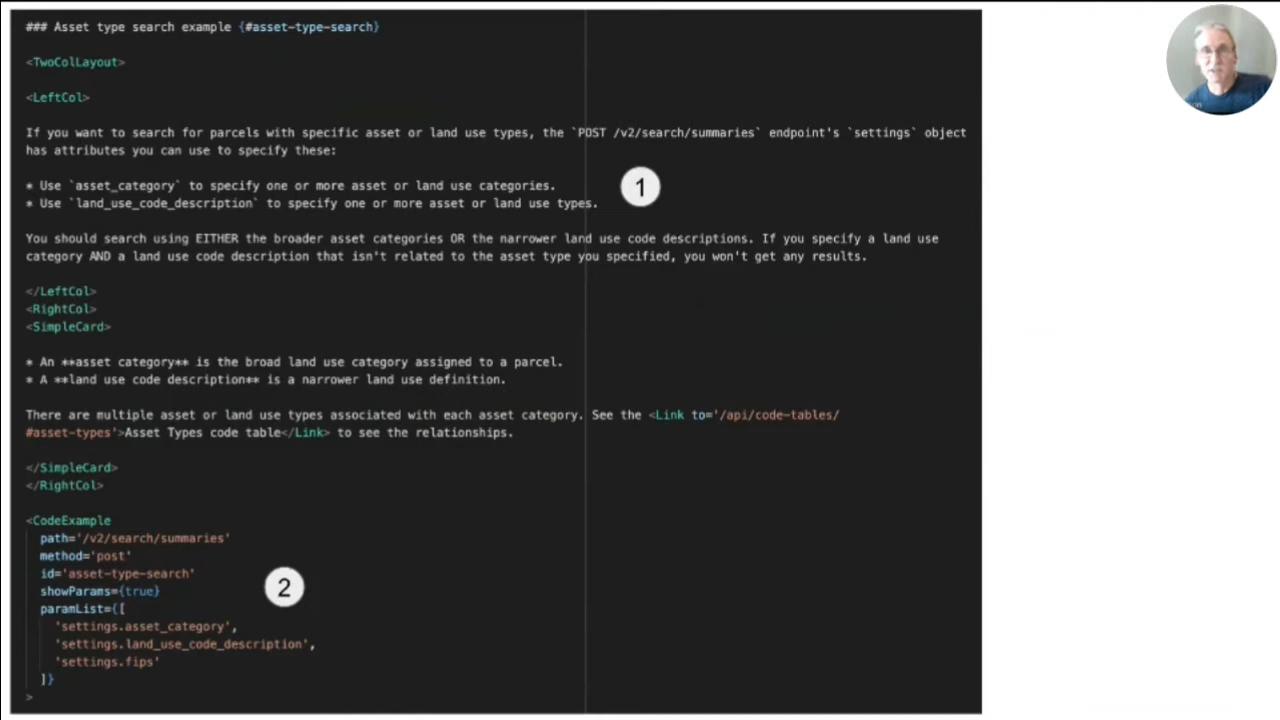 ### Asset type search example {#asset-type-search}
<TwoColLayout>
<LeftCol>
If you want to search for parcels with specific asset or land use types, the `POST /v2/search/summaries` endpoint's `settings` object
has attributes you can use to specify these:
* Use `asset_category` to specify one or more asset or land use categories.
* Use `land_use_code_description` to specify one or more asset or land use types.
1
You should search using EITHER the broader asset categories OR the narrower land use code descriptions. If you specify a land use
category AND a land use code description that isn't related to the asset type you specified, you won't get any results.
</LeftCol>
<RightCol>
<SimpleCard>
* An **asset category** is the broad land use category assigned to a parcel.
* A **land use code description** is a narrower land use definition.
There are multiple asset or land use types associated with each asset category. See the <Link to='/api/code-tables/
#asset-types'>Asset Types code table</Link> to see the relationships.
</SimpleCard>
</RightCol>
<CodeExample
path='/v2/search/summaries'
method='post'
id='asset-type-search'
showParams={true}
2
paramList={[
'settings.asset_category',
'settings.land_use_code_description',
'settings.fips'
]}
>